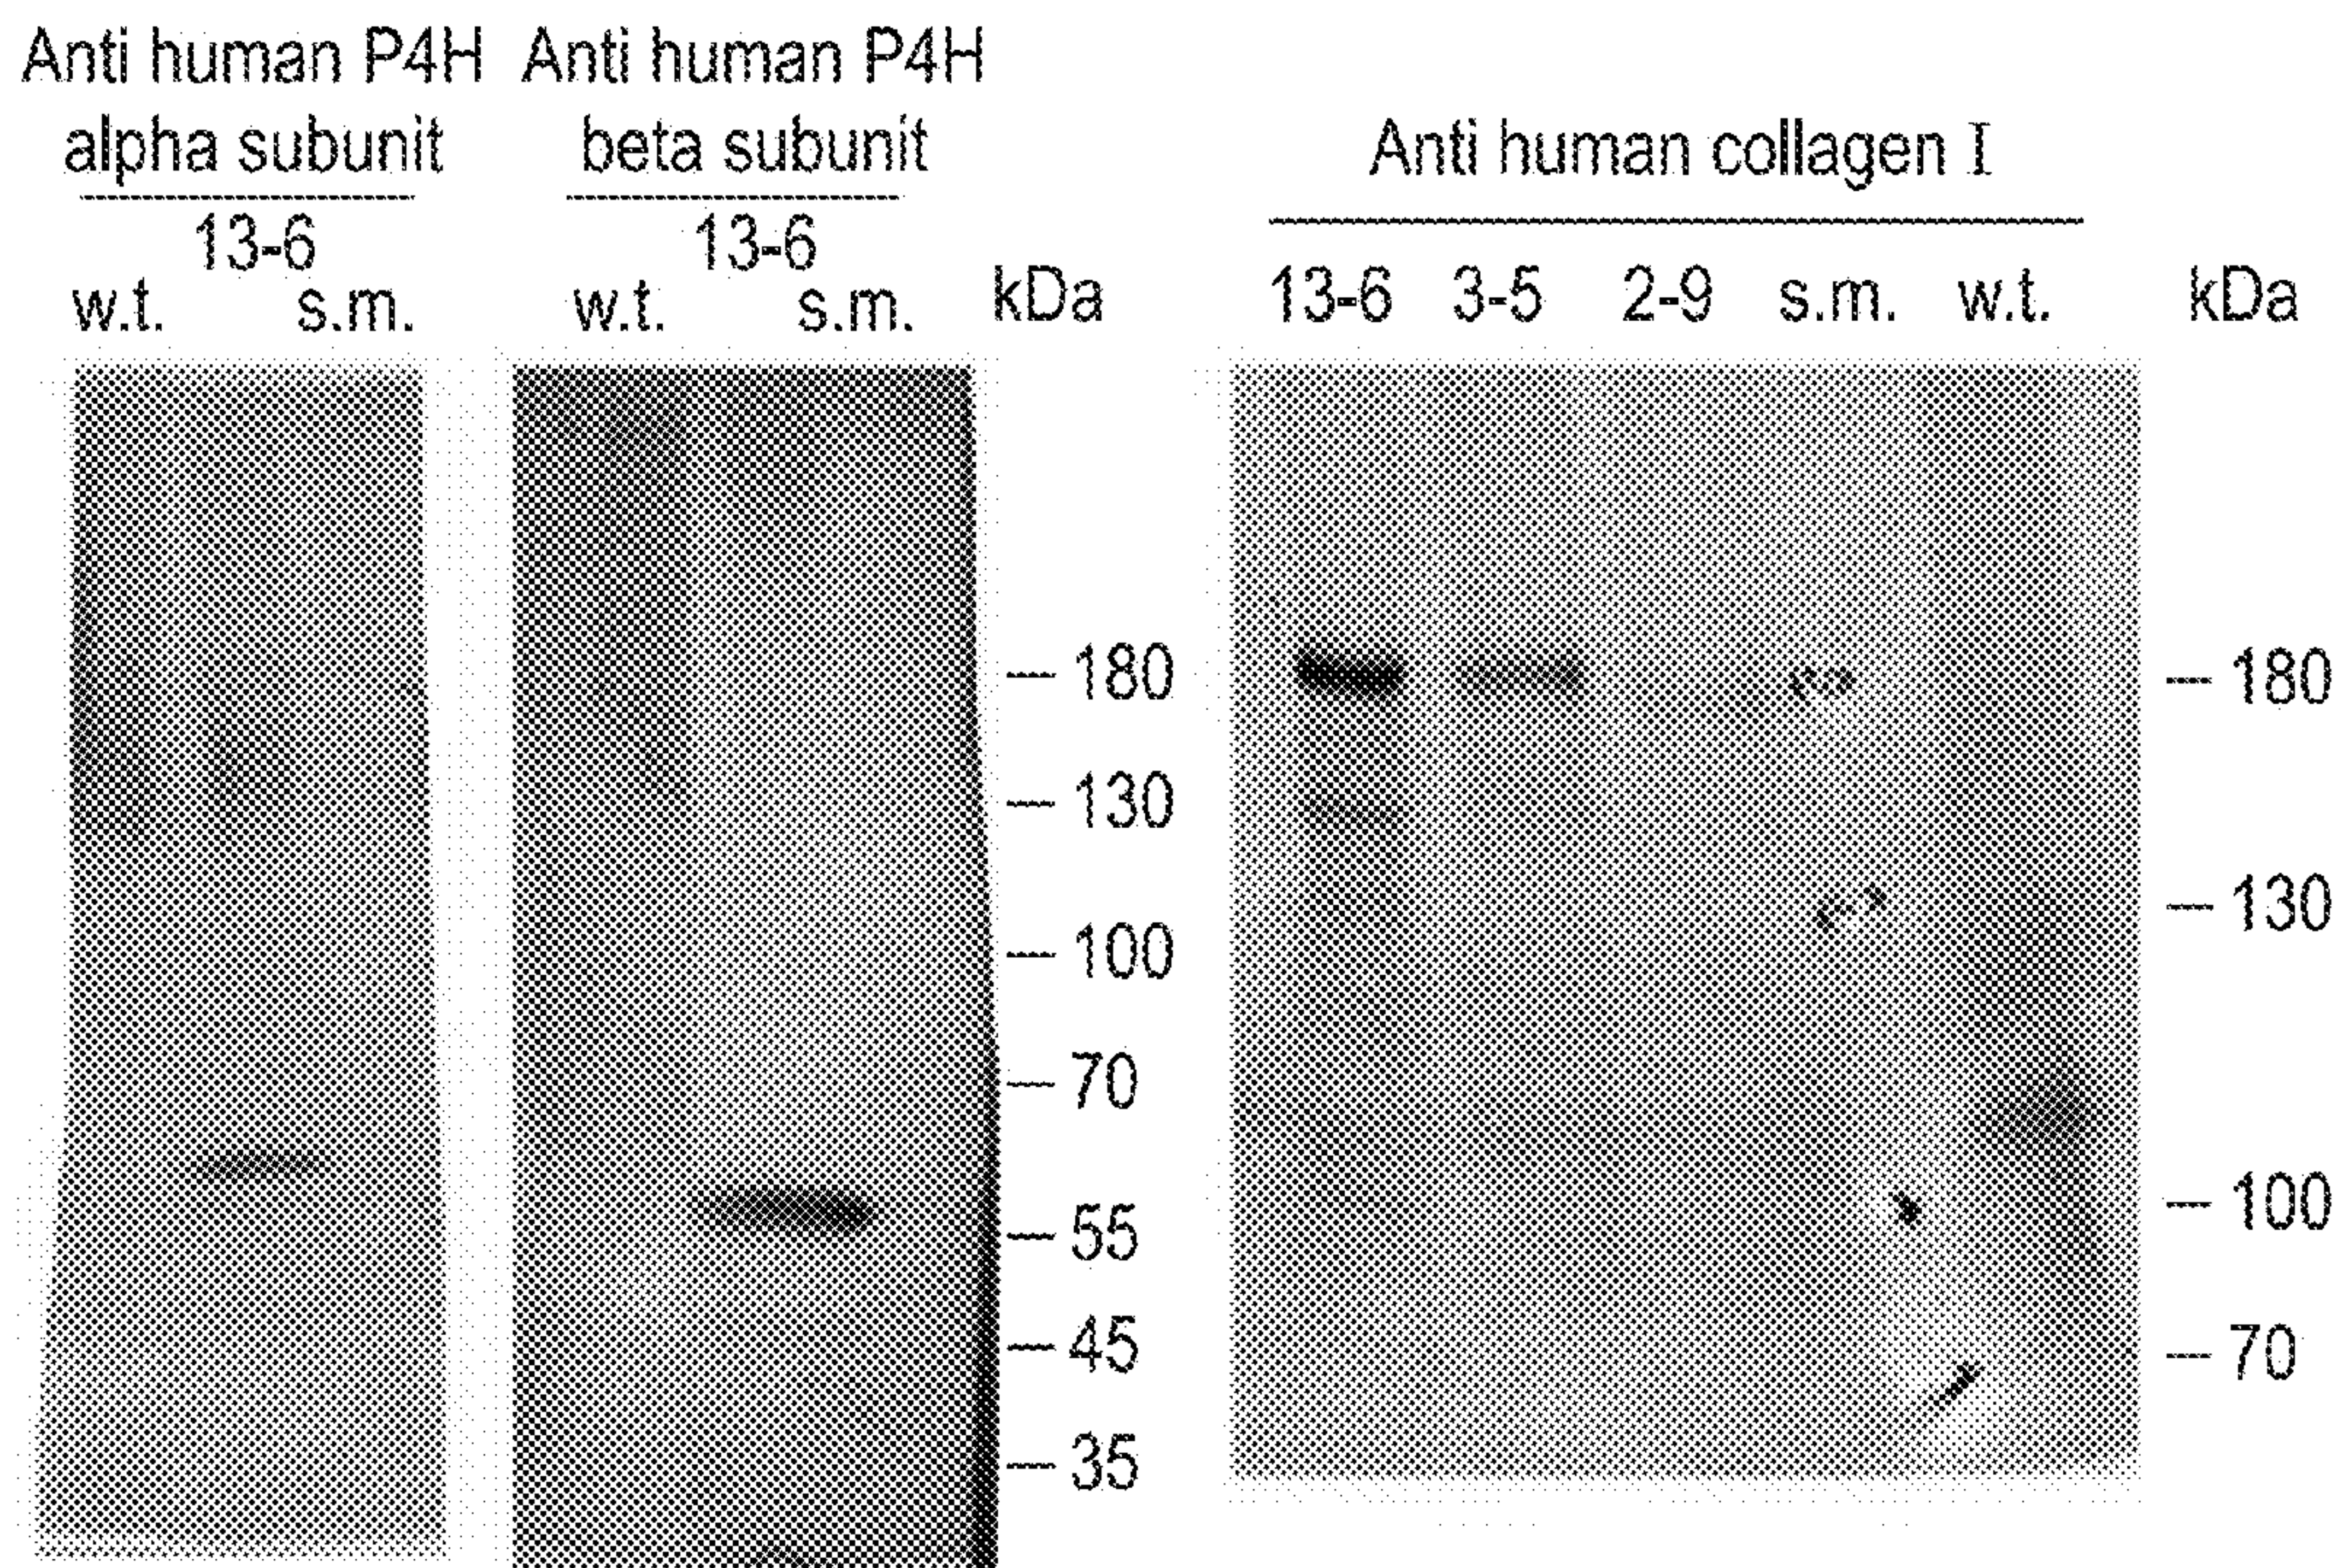 Anti human P4H
alpha subunit
13-6
w.t. s.m.
Anti human P4H
beta subunit
13-6
w.t. s.m.
kDa
180
130
100
70
55
45
35
Anti human collagen I
13-6 3-5 2-9 s.m. w.t. kDa
180
130
100
70